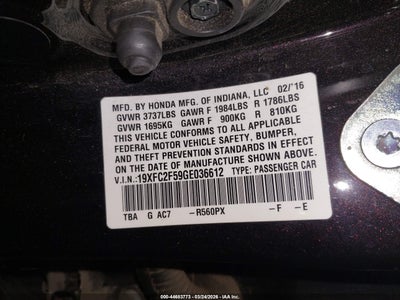 MFD. BY HONDA MFG. OF INDIANA, LLC 02/'16
GVWR 3737LBS GAWR F 1984LBS R 1786LBS
GVWR 1695KG GAWR F 900KG R 810KG
THIS VEHICLE CONFORMS TO ALL APPLICABLE
FEDERAL MOTOR VEHICLE SAFETY, BUMPER,
AND THEFT PREVENTION STANDARDS IN EFFECT
ON THE DATE OF MANUFACTURE SHOWN ABOVE.
V.I.N.: 19XFC2F59GE036612 TYPE: PASSENGER CAR
TBA G AC7 -R560PX -F -E
000-44603773 - 03/24/2026 - IAA Inc.